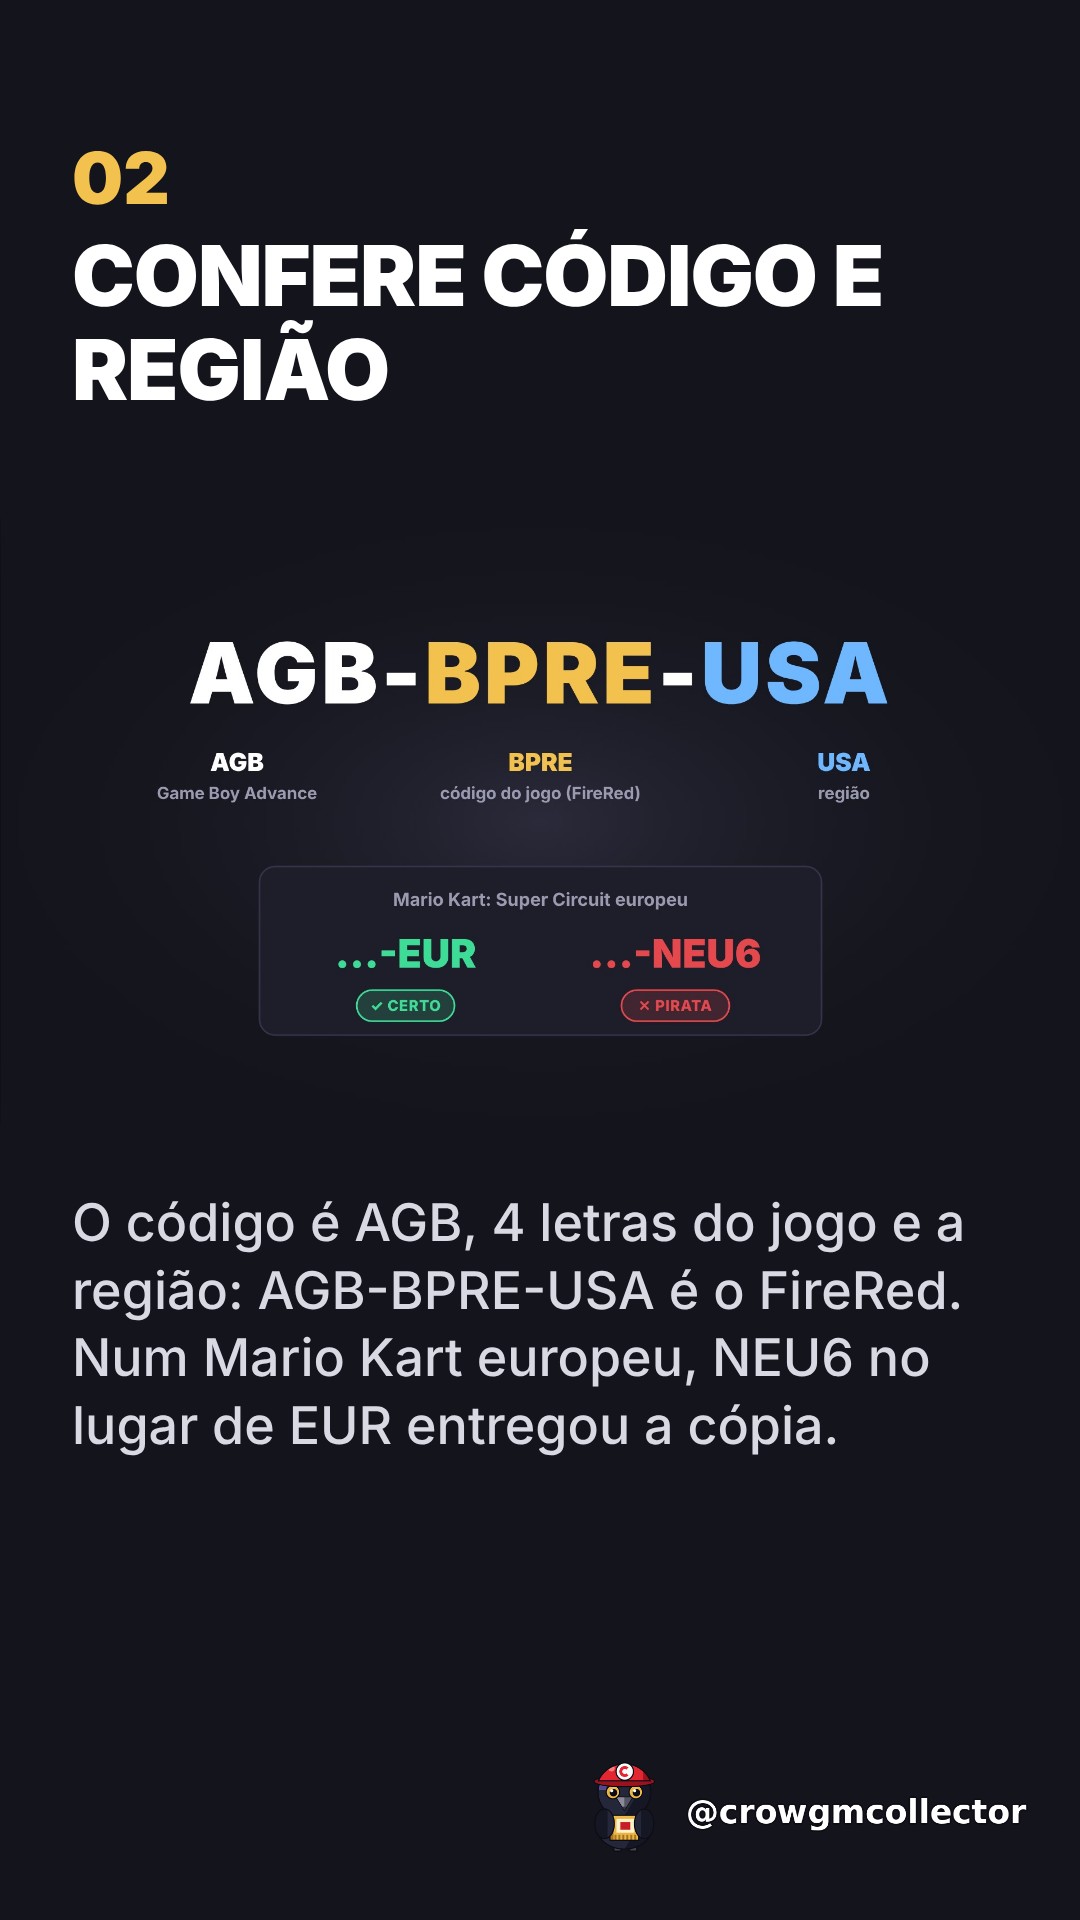 02
CONFERE CÓDIGO E
REGIÃO
AGB-BPRE-USA
AGB BPRE USA
Game Boy Advance código do jogo (FireRed) região
Mario Kart: Super Circuit europeu
...-EUR ...-NEU6
✓ CERTO ✕ PIRATA
O código é AGB, 4 letras do jogo e a
região: AGB-BPRE-USA é o FireRed.
Num Mario Kart europeu, NEU6 no
lugar de EUR entregou a cópia.
C
@crowgmcollector